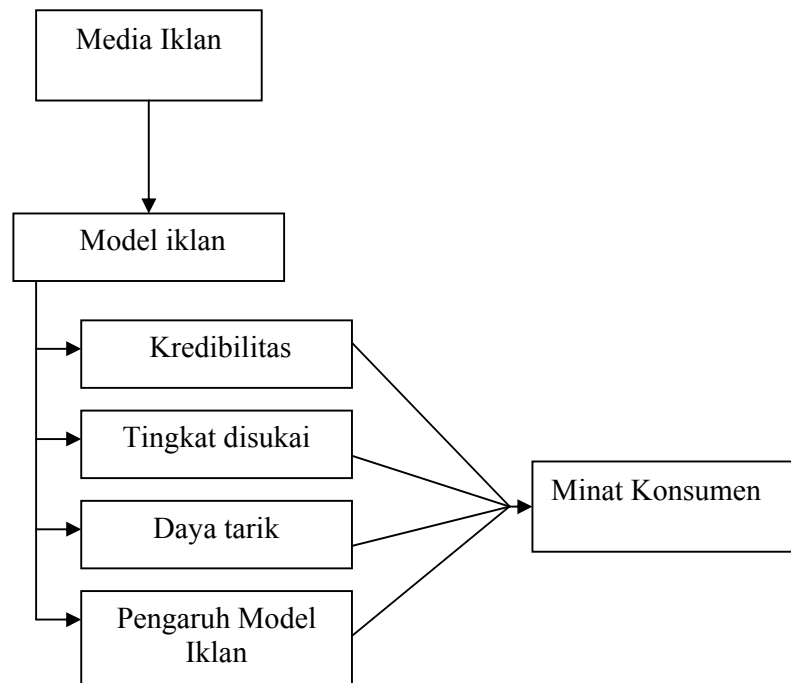 Media Iklan
Model iklan
Kredibilitas
Tingkat disukai
Daya tarik
Pengaruh Model
Iklan
Minat Konsumen